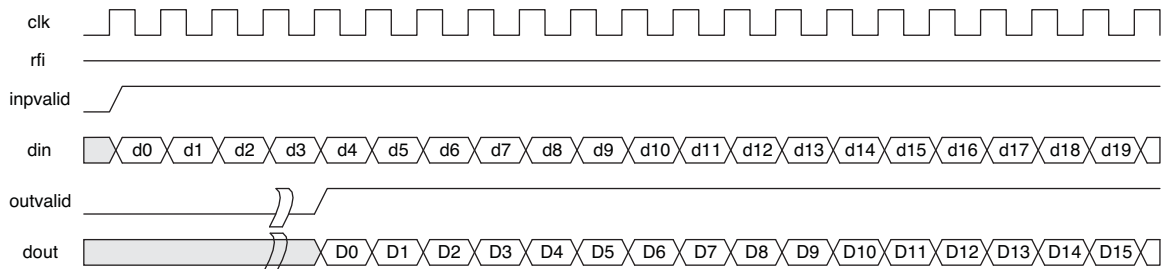 clk
rfi
inpvalid
din d0 d1 d2 d3 d4 d5 d6 d7 d8 d9 d10 d11 d12 d13 d14 d15 d16 d17 d18 d19
outvalid
dout D0 D1 D2 D3 D4 D5 D6 D7 D8 D9 D10 D11 D12 D13 D14 D15